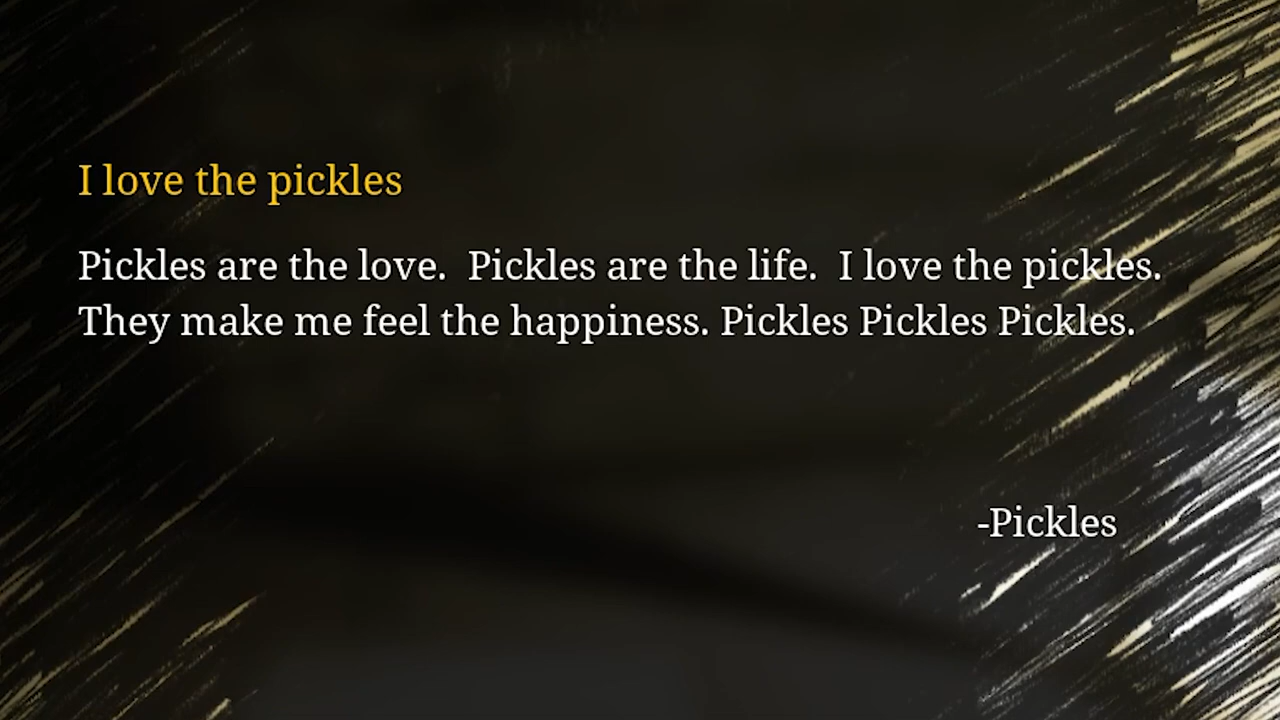 I love the pickles
Pickles are the love.  Pickles are the life.  I love the pickles.
They make me feel the happiness. Pickles Pickles Pickles.
-Pickles